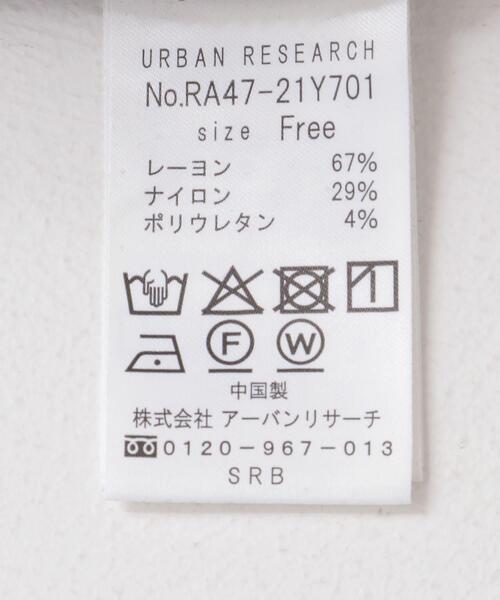 URBAN RESEARCH
No.RA47-21Y701
size Free
レーヨン 67%
ナイロン 29%
ポリウレタン 4%
F W
中国製
株式会社 アーバンリサーチ
0120-967-013
SRB